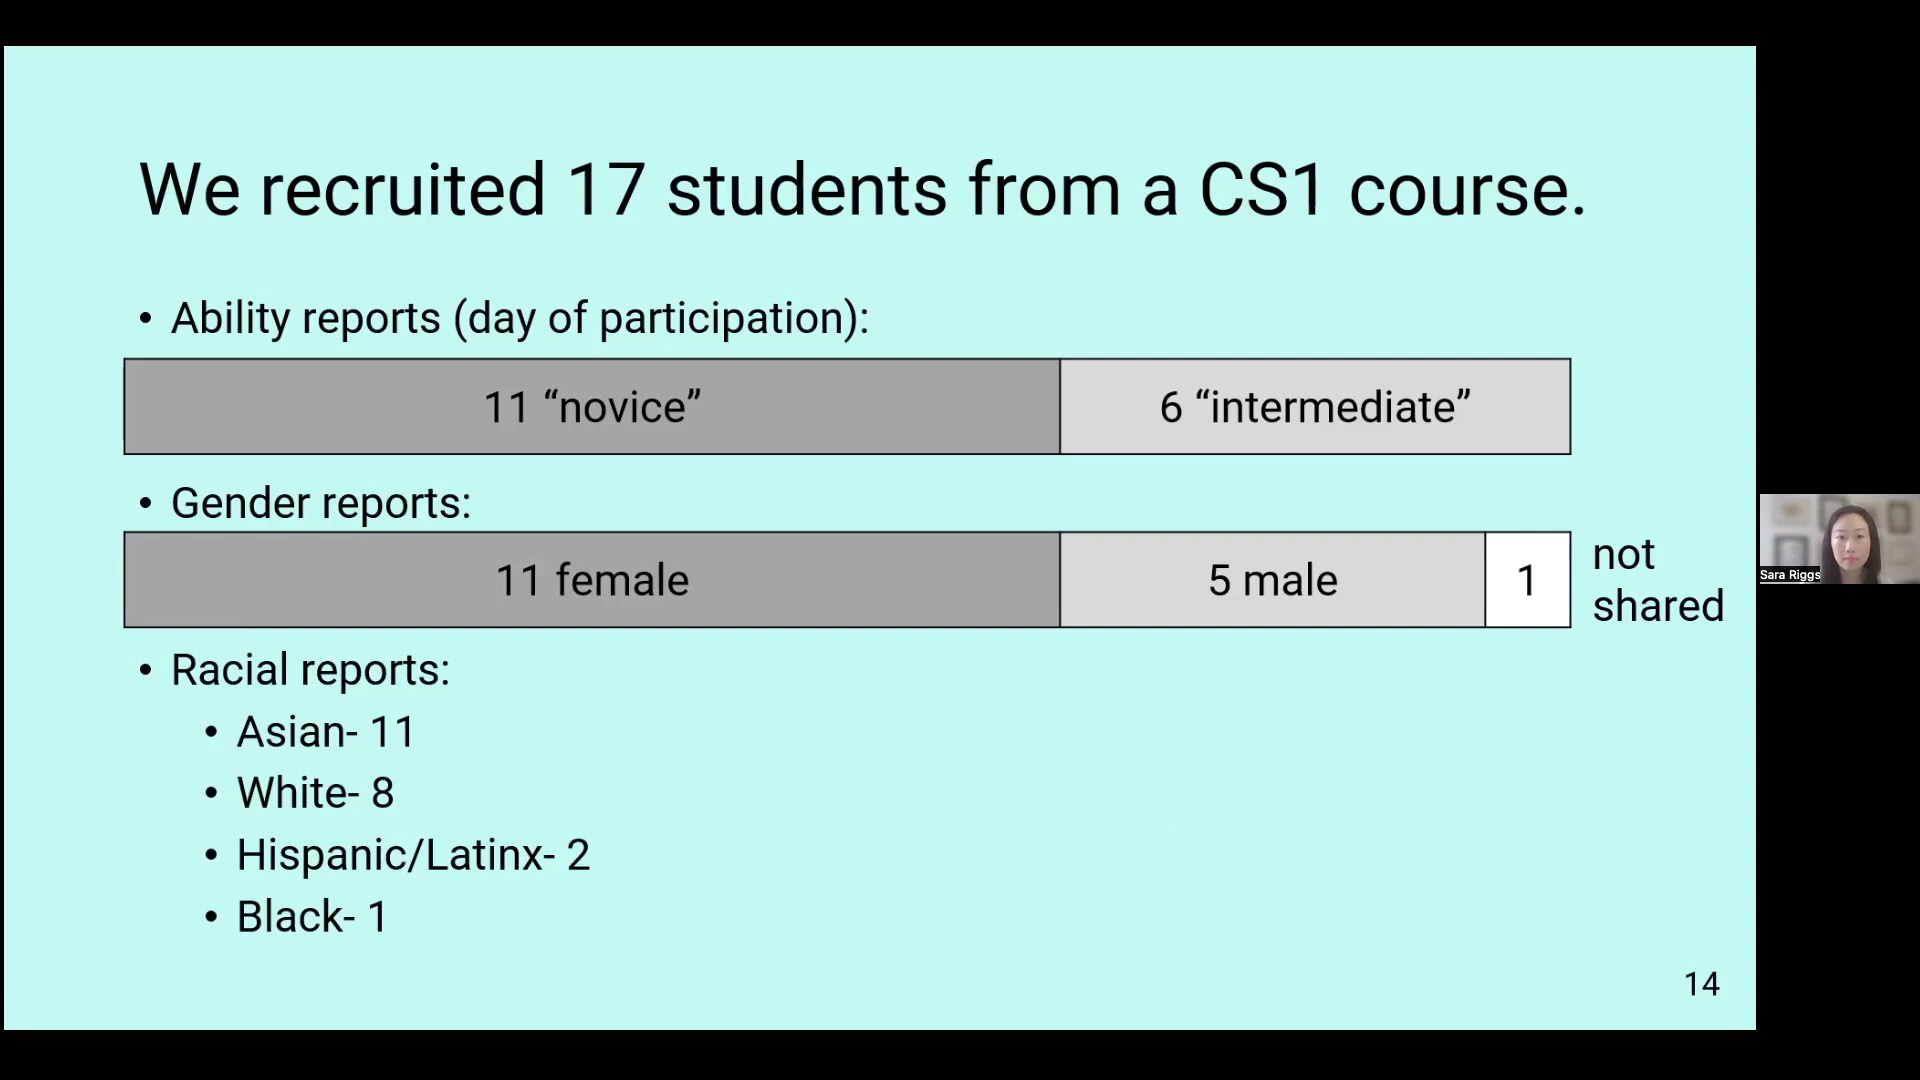 We recruited 17 students from a CS1 course.
• Ability reports (day of participation):
11 “novice”
6 “intermediate”
• Gender reports:
11 female
5 male
1
not
shared
• Racial reports:
• Asian- 11
• White- 8
• Hispanic/Latinx- 2
• Black- 1
14
Sara Riggs